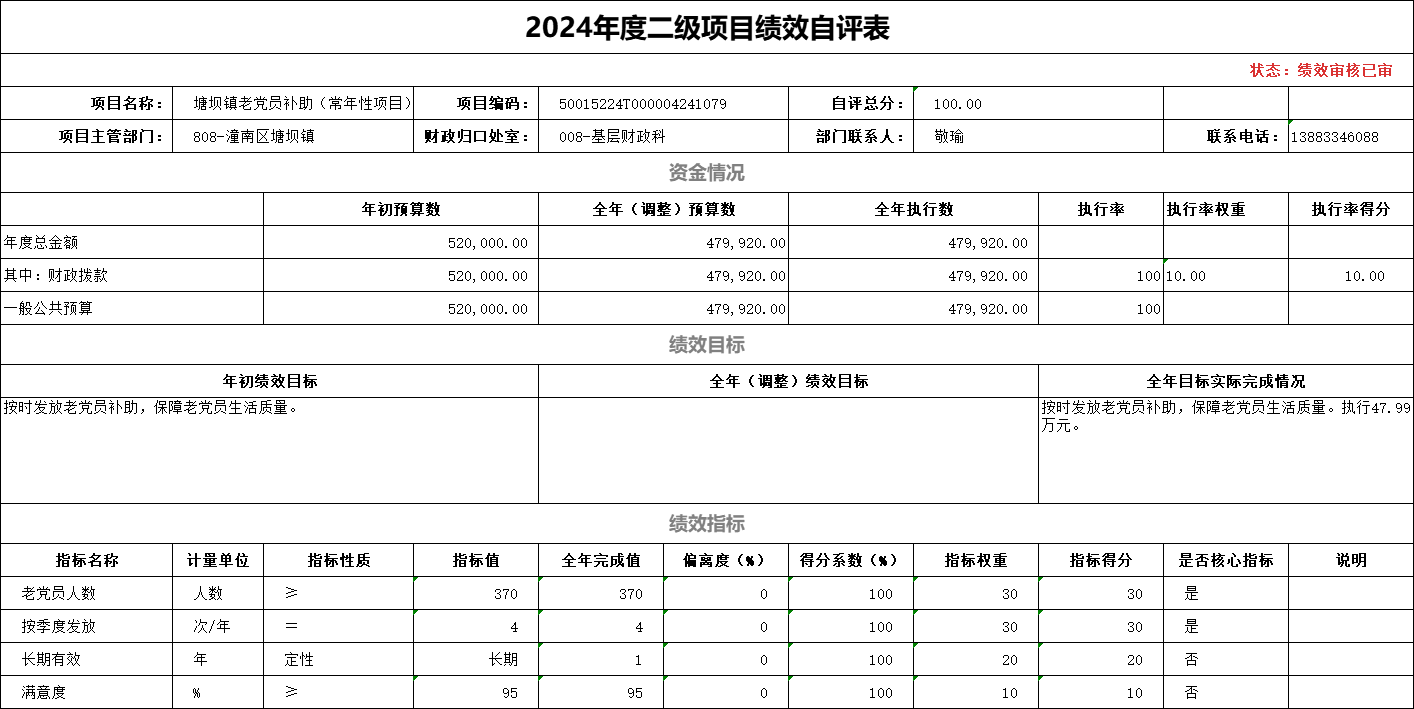 2024年度二级项目绩效自评表
状态：绩效审核已审
项目名称： 塘坝镇老党员补助（常年性项目） 项目编码： 50015224T000004241079 自评总分： 100.00
项目主管部门： 808-潼南区塘坝镇 财政归口处室： 008-基层财政科 部门联系人： 敬瑜 联系电话： 13883346088
资金情况
年初预算数 全年（调整）预算数 全年执行数 执行率 执行率权重 执行率得分
年度总金额 520,000.00 479,920.00 479,920.00
其中：财政拨款 520,000.00 479,920.00 479,920.00 100 10.00 10.00
一般公共预算 520,000.00 479,920.00 479,920.00 100
绩效目标
年初绩效目标 全年（调整）绩效目标 全年目标实际完成情况
按时发放老党员补助，保障老党员生活质量。 按时发放老党员补助，保障老党员生活质量。执行47.99
万元。
绩效指标
指标名称 计量单位 指标性质 指标值 全年完成值 偏离度（%） 得分系数（%） 指标权重 指标得分 是否核心指标 说明
老党员人数 人数 ≥ 370 370 0 100 30 30 是
按季度发放 次/年 ＝ 4 4 0 100 30 30 是
长期有效 年 定性 长期 1 0 100 20 20 否
满意度 % ≥ 95 95 0 100 10 10 否